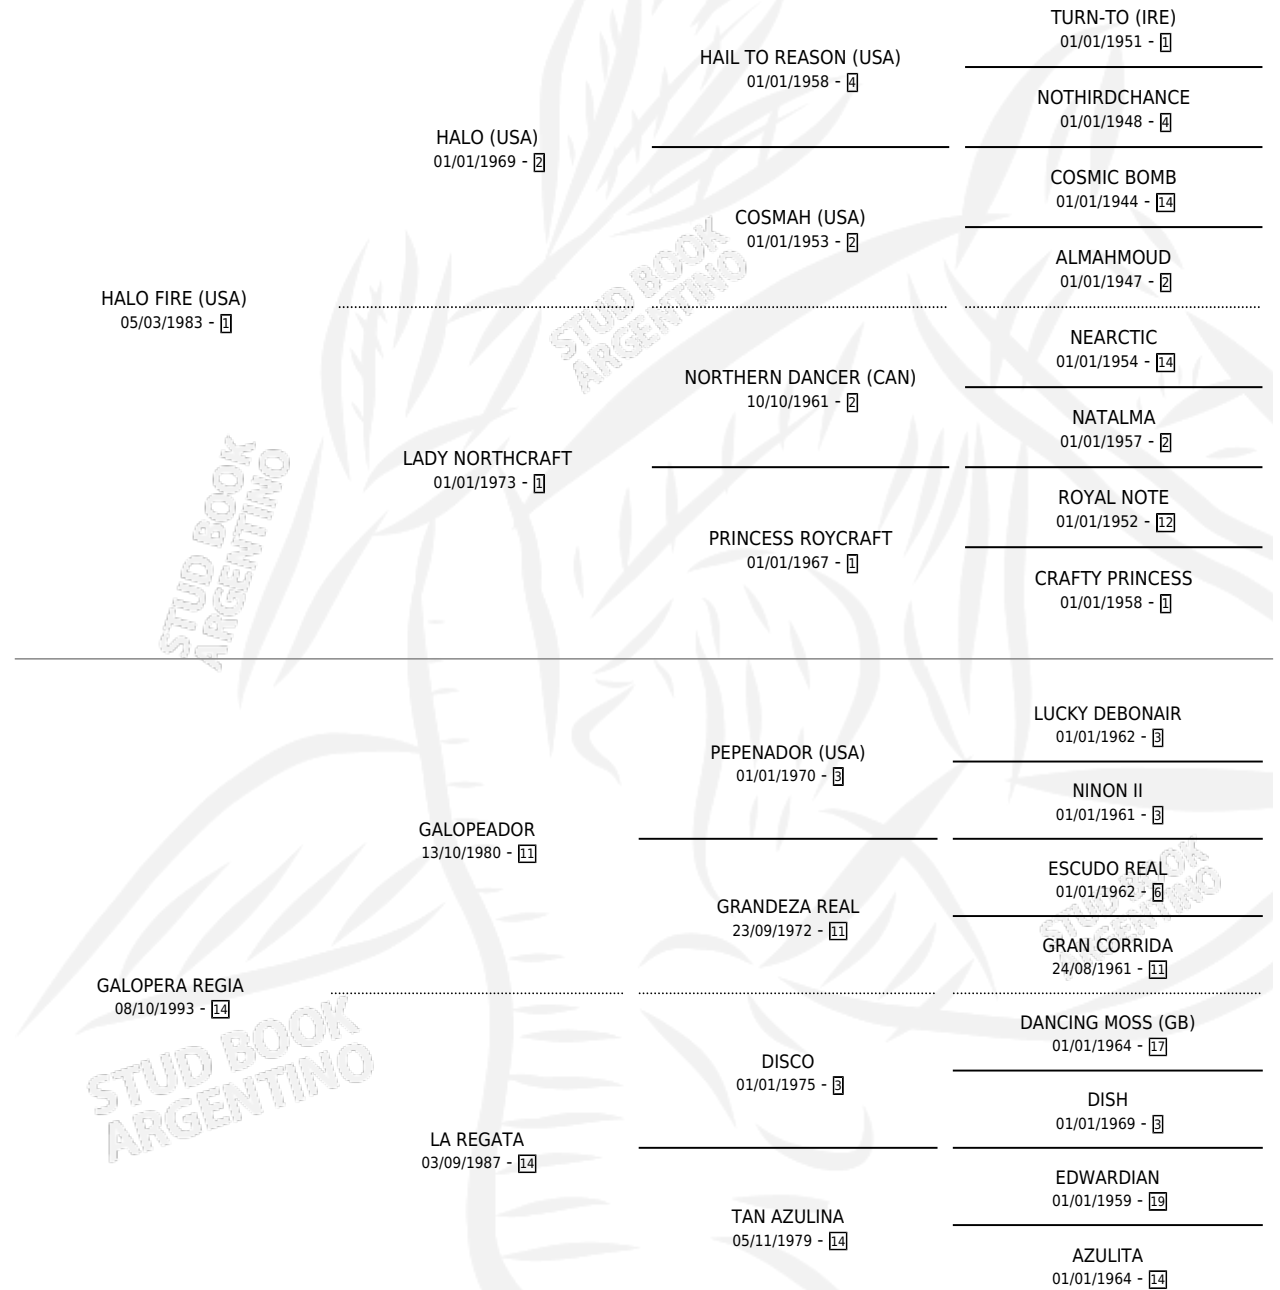 TURN-TO (IRE)
01/01/1951 - 1
HAIL TO REASON (USA)
01/01/1958 - 4
NOTHIRDCHANCE
01/01/1948 - 4
HALO (USA)
01/01/1969 - 2
COSMIC BOMB
01/01/1944 - 14
COSMAH (USA)
01/01/1953 - 2
ALMAHMOUD
01/01/1947 - 2
HALO FIRE (USA)
05/03/1983 - 1
NEARCTIC
01/01/1954 - 14
NORTHERN DANCER (CAN)
10/10/1961 - 2
NATALMA
01/01/1957 - 2
LADY NORTHCRAFT
01/01/1973 - 1
ROYAL NOTE
01/01/1952 - 12
PRINCESS ROYCRAFT
01/01/1967 - 1
CRAFTY PRINCESS
01/01/1958 - 1
LUCKY DEBONAIR
01/01/1962 - 3
PEPENADOR (USA)
01/01/1970 - 3
NINON II
01/01/1961 - 3
GALOPEADOR
13/10/1980 - 11
ESCUDO REAL
01/01/1962 - 6
GRANDEZA REAL
23/09/1972 - 11
GRAN CORRIDA
24/08/1961 - 11
GALOPERA REGIA
08/10/1993 - 14
DANCING MOSS (GB)
01/01/1964 - 17
DISCO
01/01/1975 - 3
DISH
01/01/1969 - 3
LA REGATA
03/09/1987 - 14
EDWARDIAN
01/01/1959 - 19
TAN AZULINA
05/11/1979 - 14
AZULITA
01/01/1964 - 14
STUD BOOK
ARGENTINO
STUD BOOK
ARGENTINO
STUD BOOK
ARGENTINO
STUD BOOK
ARGENTINO